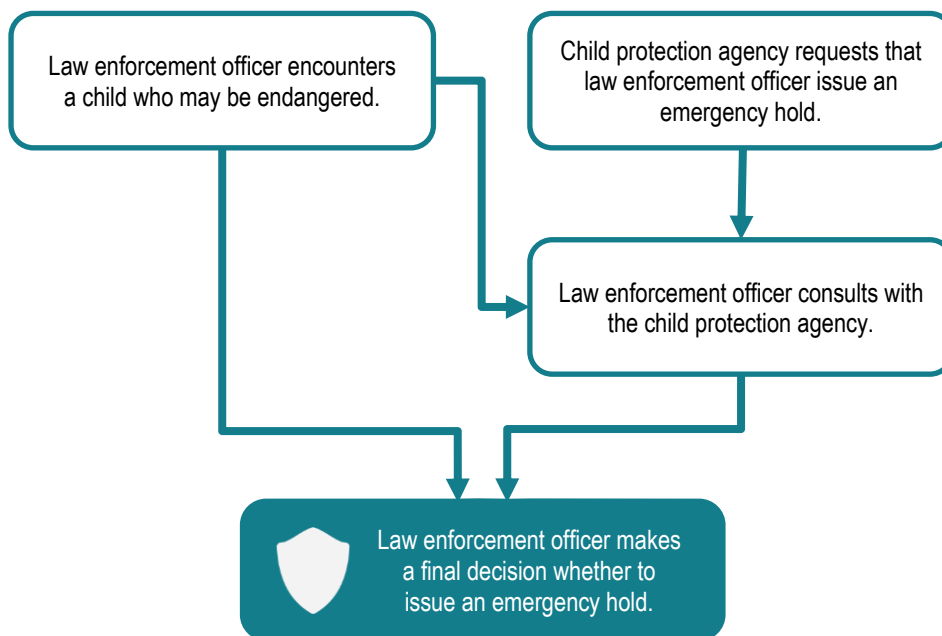 Law enforcement officer encounters
a child who may be endangered.
Child protection agency requests that
law enforcement officer issue an
emergency hold.
Law enforcement officer consults with
the child protection agency.
Law enforcement officer makes
a final decision whether to
issue an emergency hold.